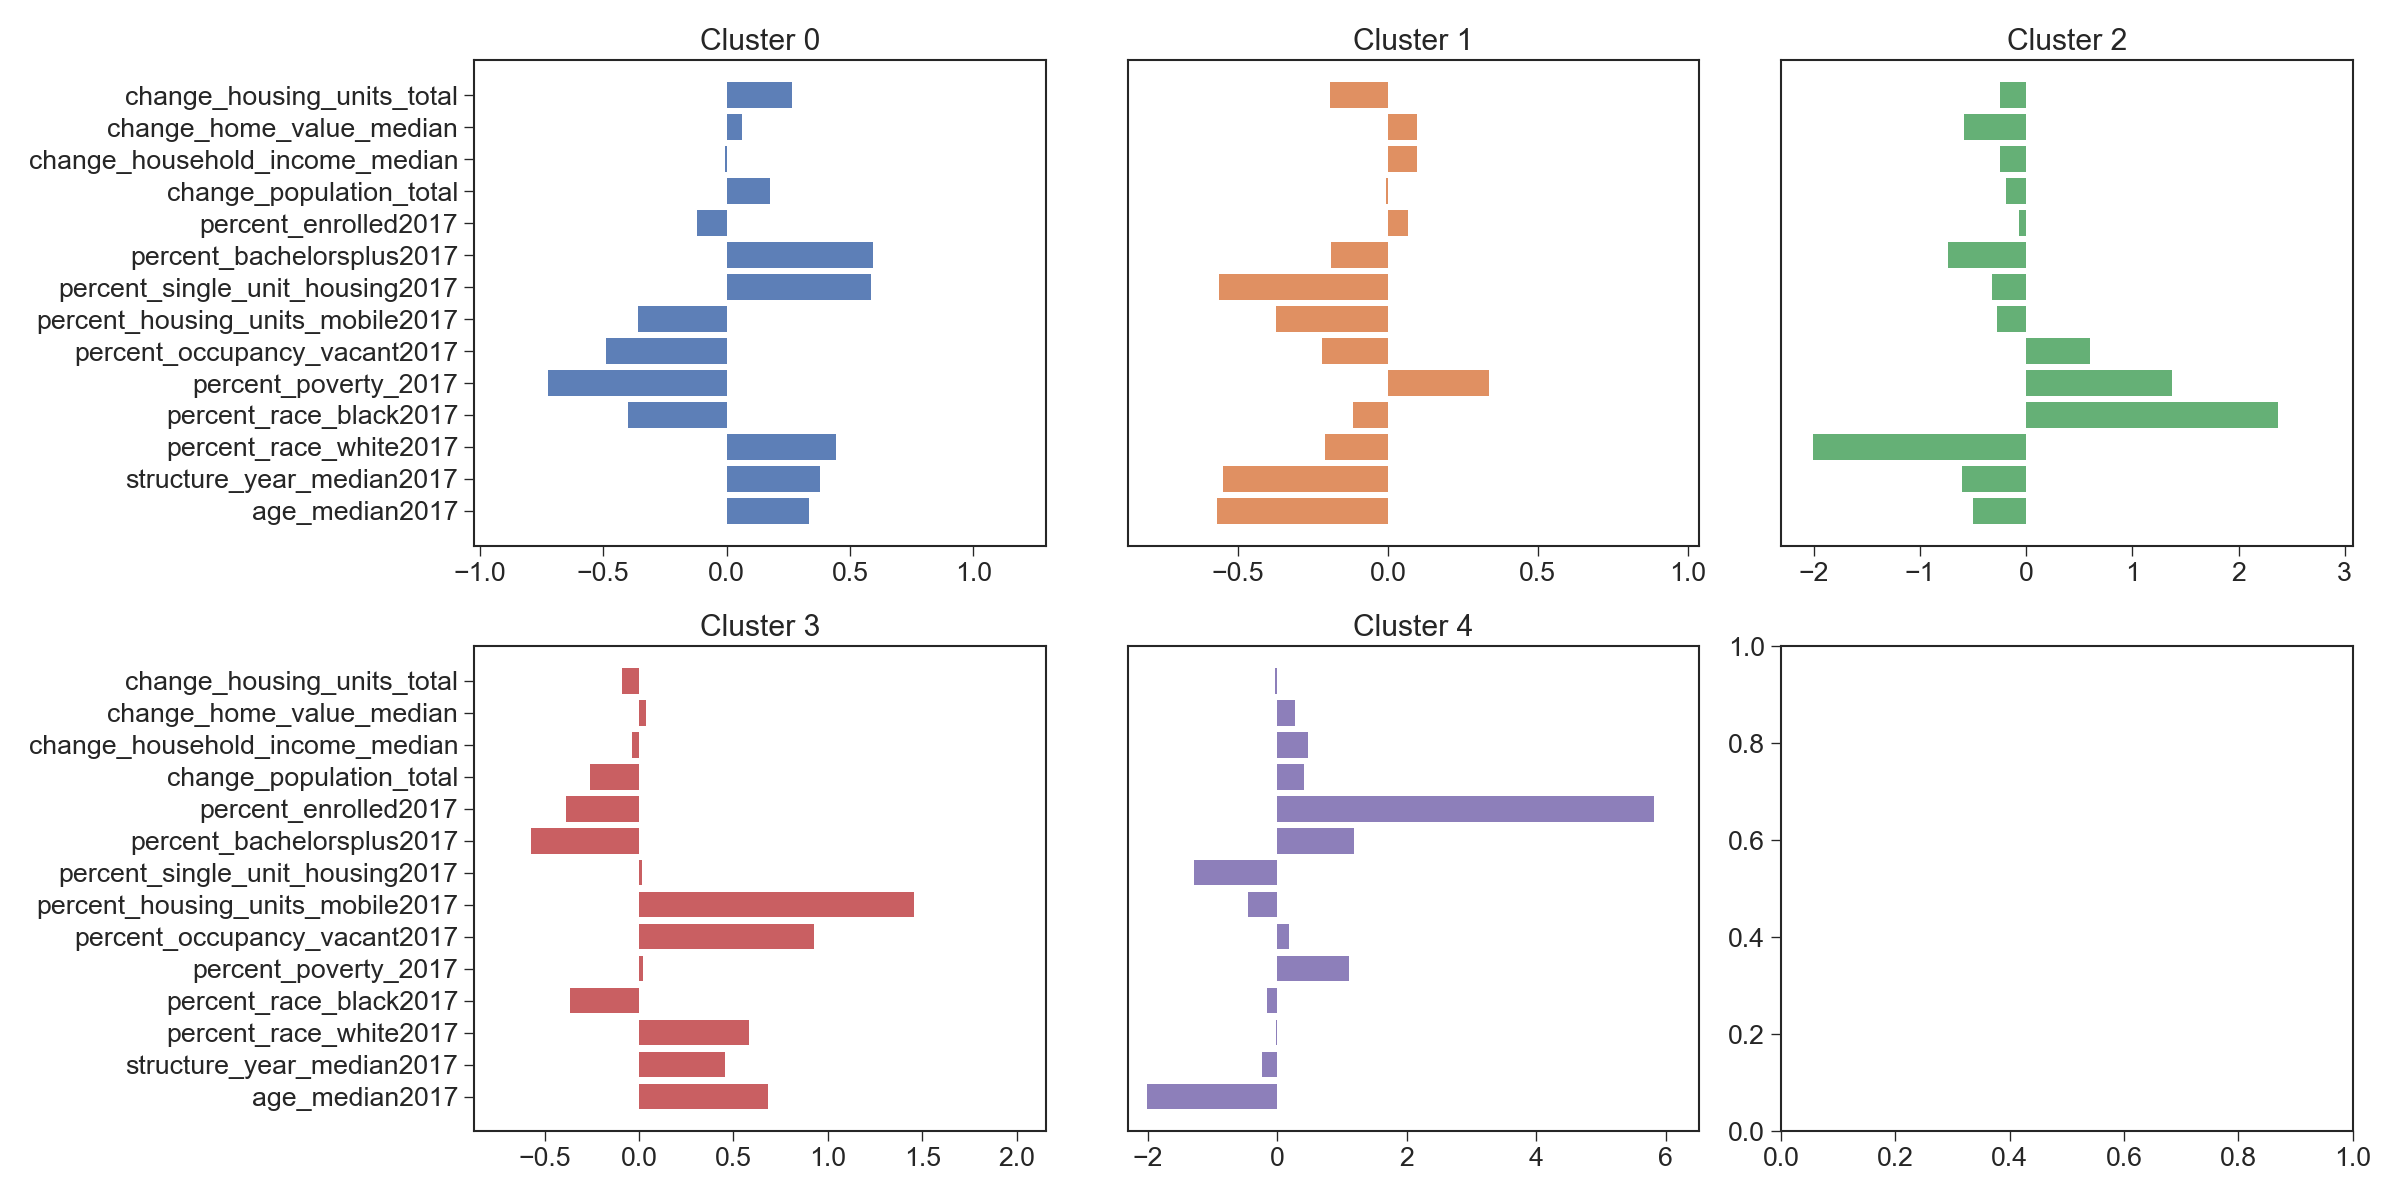 Cluster 0
Cluster 1
Cluster 2
change_housing_units_total
change_home_value_median
change_household_income_median
change_population_total
percent_enrolled2017
percent_bachelorsplus2017
percent_single_unit_housing2017
percent_housing_units_mobile2017
percent_occupancy_vacant2017
percent_poverty_2017
percent_race_black2017
percent_race_white2017
structure_year_median2017
age_median2017
−1.0 −0.5 0.0 0.5 1.0
−0.5 0.0 0.5 1.0
−2 −1 0 1 2 3
Cluster 3
Cluster 4
change_housing_units_total
change_home_value_median
change_household_income_median
change_population_total
percent_enrolled2017
percent_bachelorsplus2017
percent_single_unit_housing2017
percent_housing_units_mobile2017
percent_occupancy_vacant2017
percent_poverty_2017
percent_race_black2017
percent_race_white2017
structure_year_median2017
age_median2017
−0.5 0.0 0.5 1.0 1.5 2.0
−2 0 2 4 6
1.0
0.8
0.6
0.4
0.2
0.0
0.0 0.2 0.4 0.6 0.8 1.0